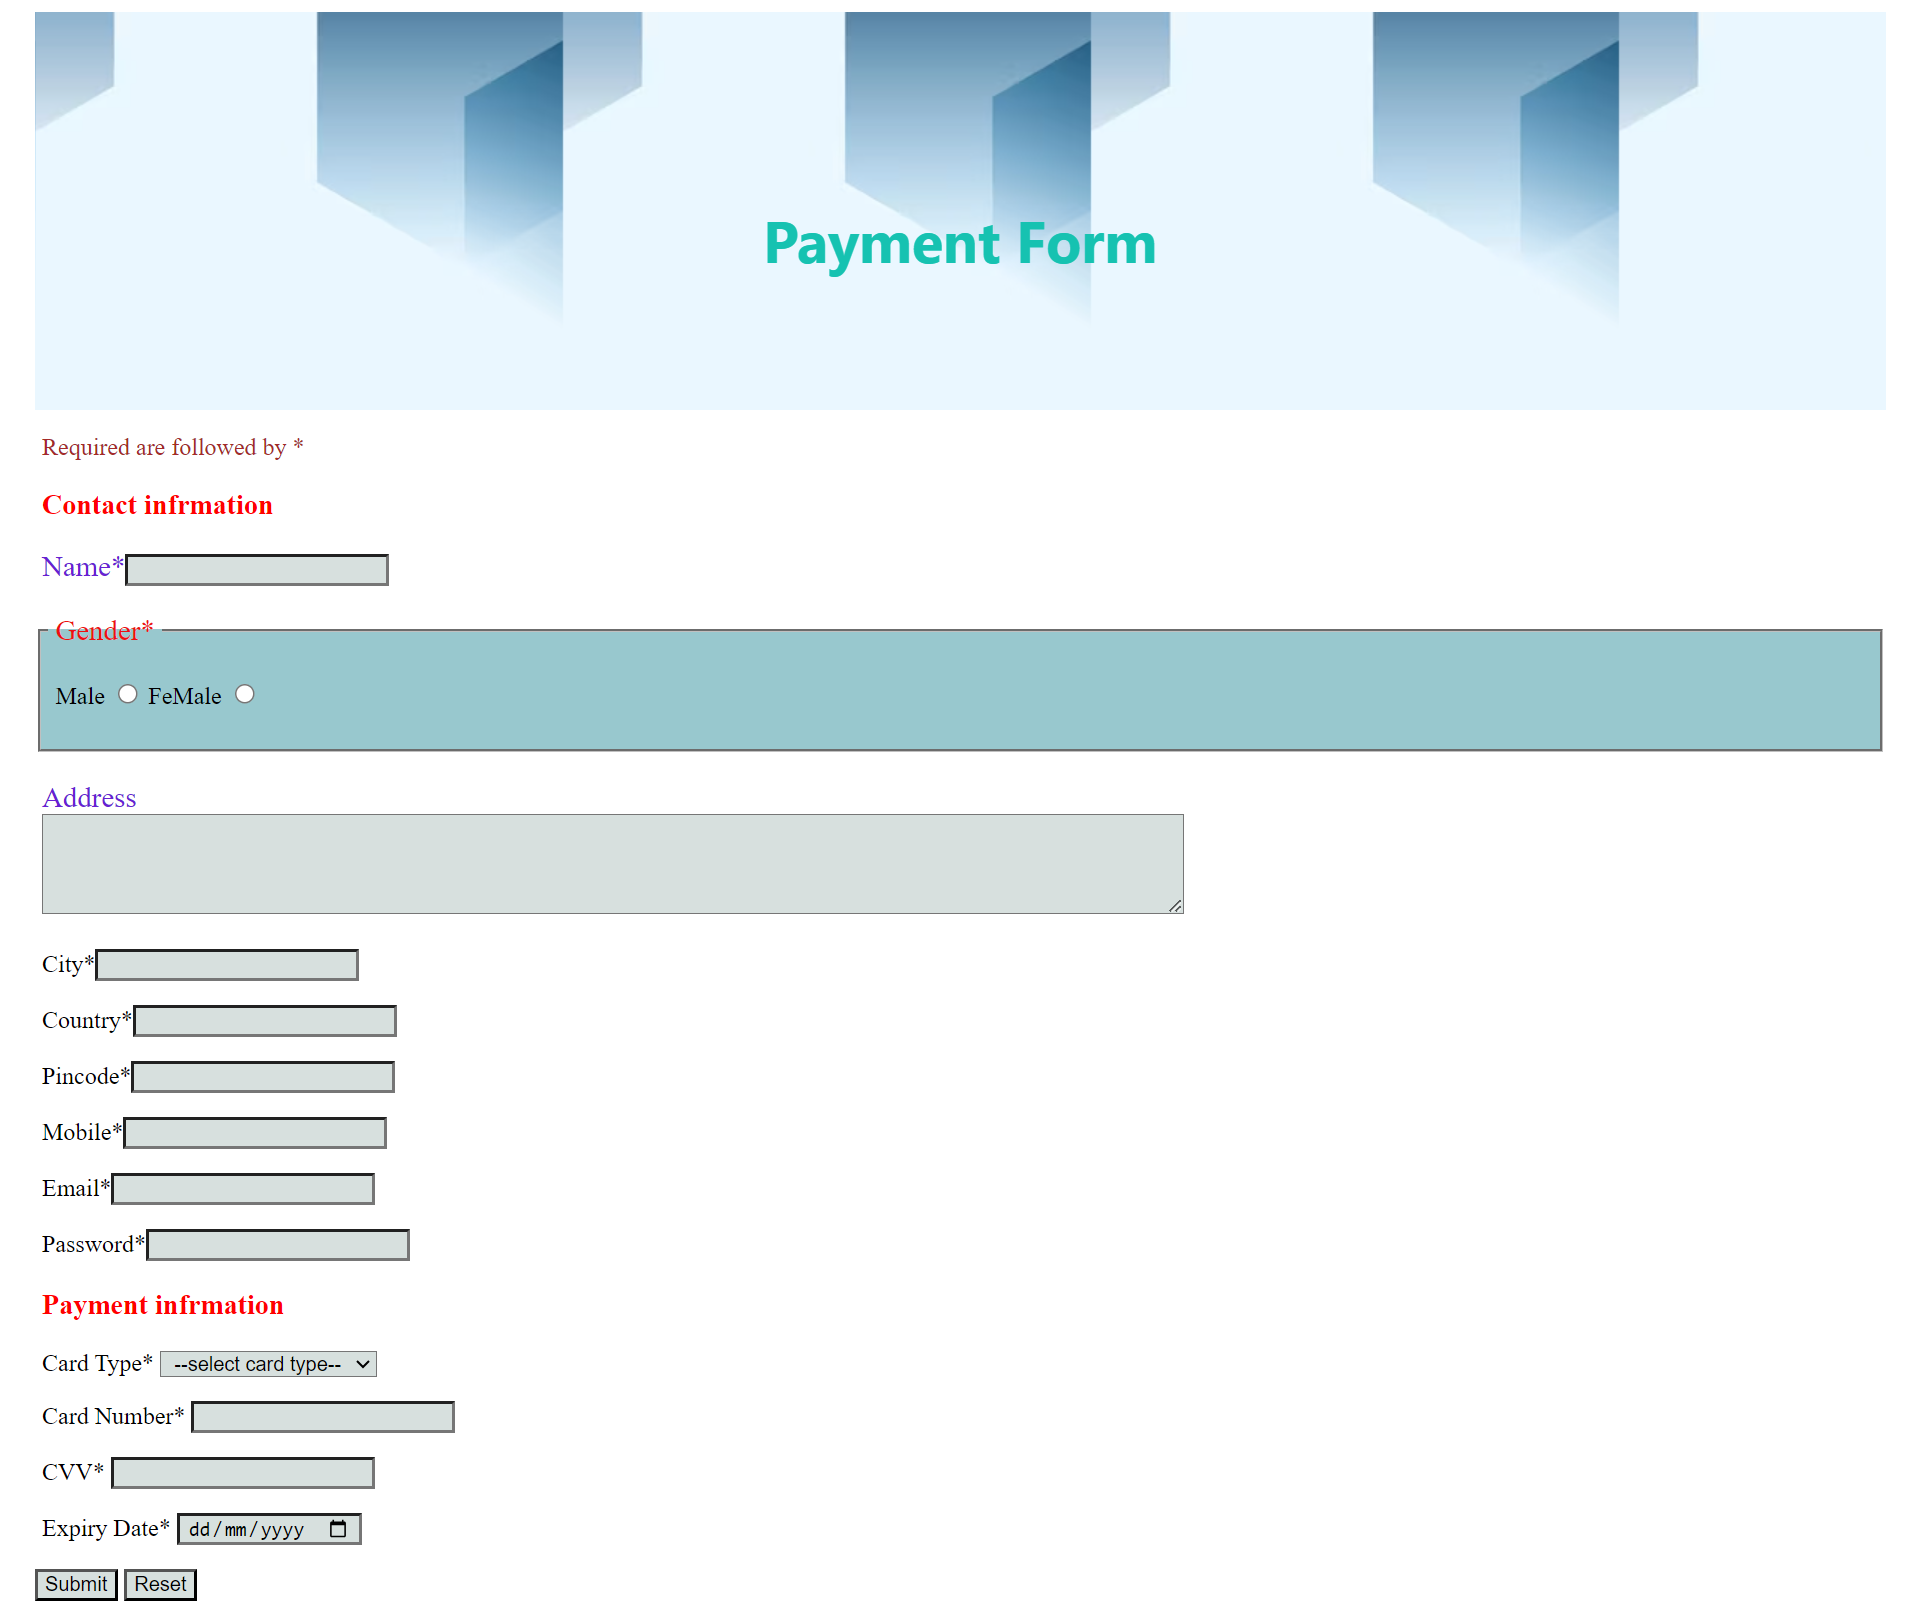 Payment Form
Required are followed by *
Contact infrmation
Name*
Gender*
Male FeMale
Address
City*
Country*
Pincode*
Mobile*
Email*
Password*
Payment infrmation
Card Type* --select card type--
Card Number*
CVV*
Expiry Date* dd/mm/yyyy
Submit Reset